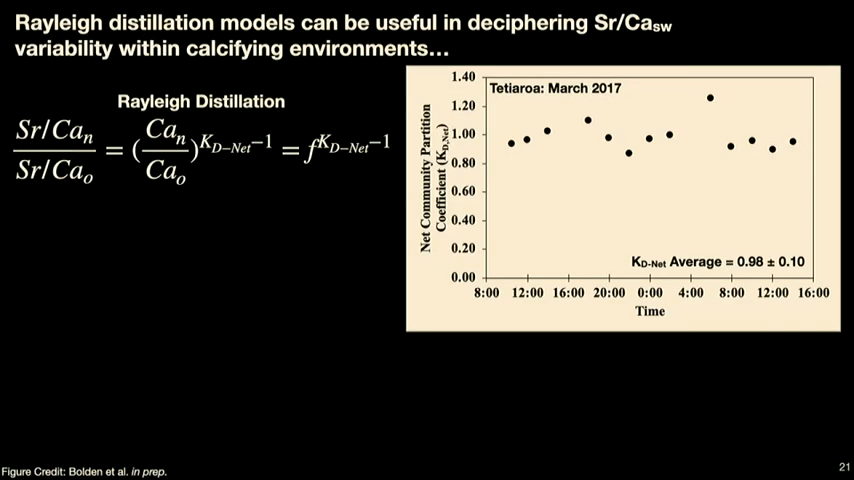 Rayleigh distillation models can be useful in deciphering Sr/Ca_sw
variability within calcifying environments…
Rayleigh Distillation
Sr/Ca_n / Sr/Ca_o = (Ca_n / Ca_o)^{K_{D–Net}−1} = f^{K_{D–Net}−1}
Tetiaroa: March 2017
Net Community Partition
Coefficient (K_{D,Net})
1.40
1.20
1.00
0.80
0.60
0.40
0.20
0.00
K_{D-Net} Average = 0.98 ± 0.10
8:00 12:00 16:00 20:00 0:00 4:00 8:00 12:00 16:00
Time
Figure Credit: Bolden et al. in prep.
21